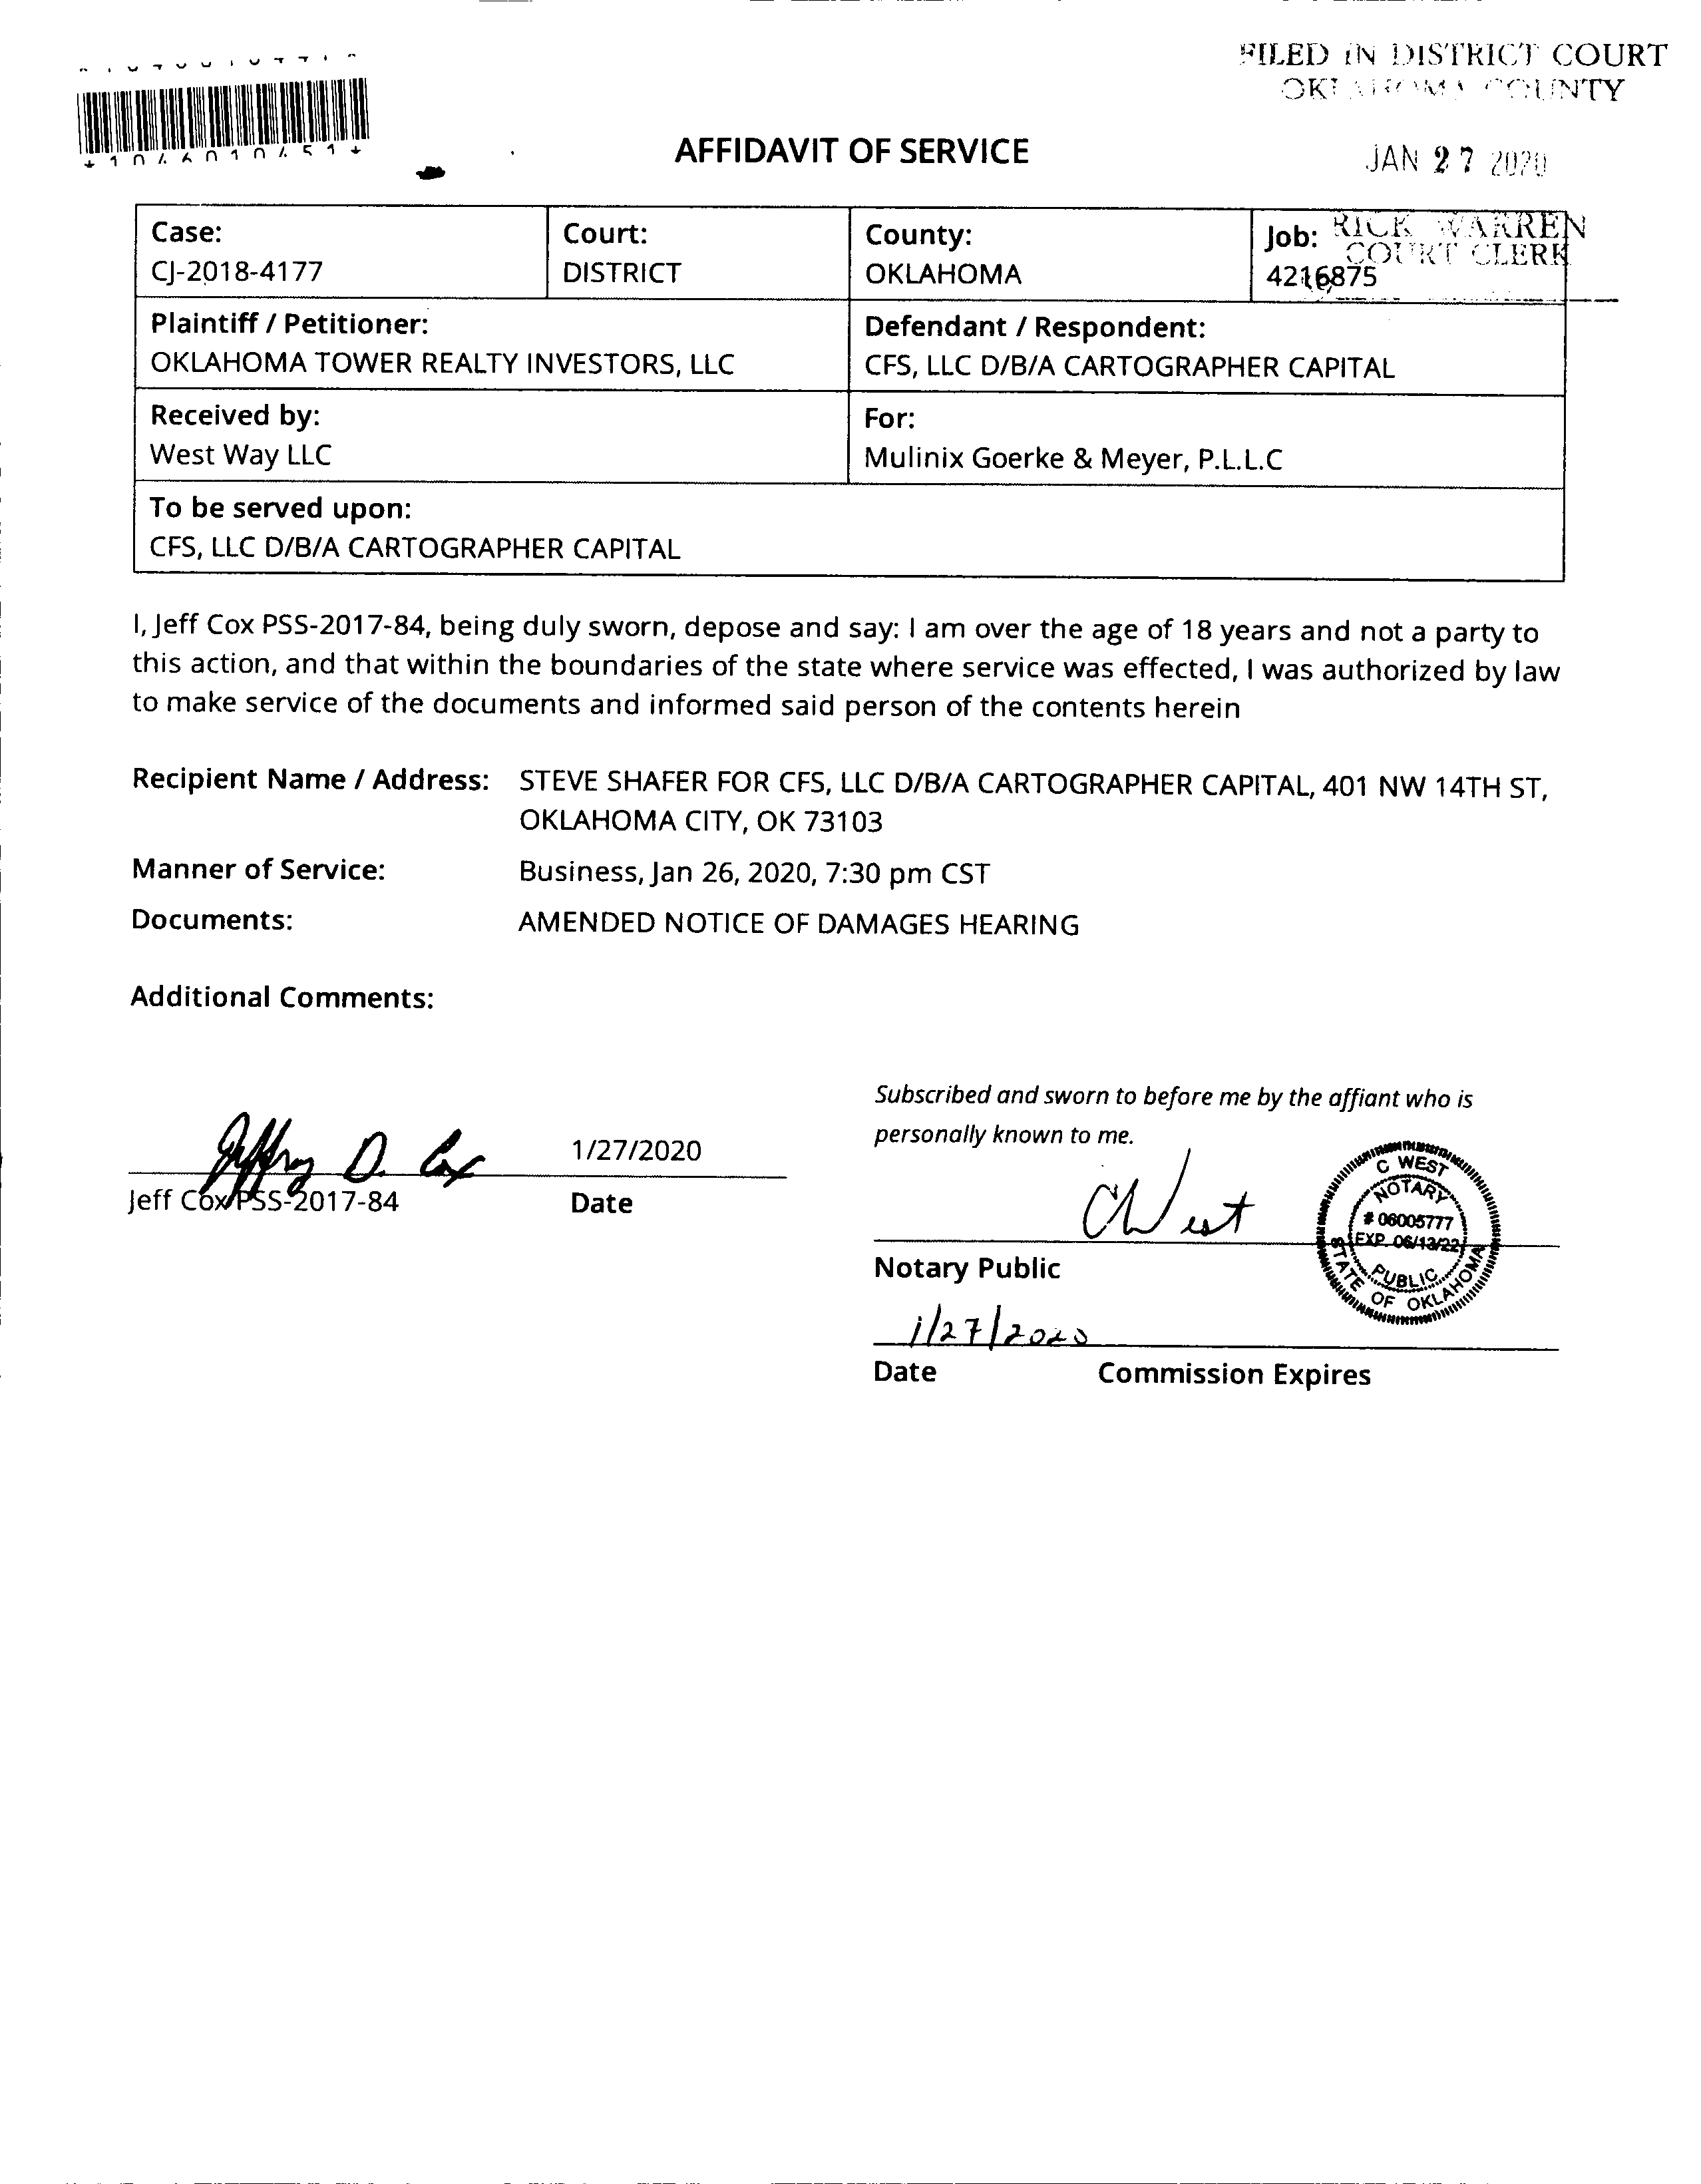 FILED IN DISTRICT COURT
OKLAHOMA COUNTY
*1046010451*
AFFIDAVIT OF SERVICE
JAN 27 2020
RICK WARREN
COURT CLERK
Case:
CJ-2018-4177
Court:
DISTRICT
County:
OKLAHOMA
Job:
4216875
Plaintiff / Petitioner:
OKLAHOMA TOWER REALTY INVESTORS, LLC
Defendant / Respondent:
CFS, LLC D/B/A CARTOGRAPHER CAPITAL
Received by:
West Way LLC
For:
Mulinix Goerke & Meyer, P.L.L.C
To be served upon:
CFS, LLC D/B/A CARTOGRAPHER CAPITAL
I, Jeff Cox PSS-2017-84, being duly sworn, depose and say: I am over the age of 18 years and not a party to
this action, and that within the boundaries of the state where service was effected, I was authorized by law
to make service of the documents and informed said person of the contents herein
Recipient Name / Address: STEVE SHAFER FOR CFS, LLC D/B/A CARTOGRAPHER CAPITAL, 401 NW 14TH ST,
OKLAHOMA CITY, OK 73103
Manner of Service: Business, Jan 26, 2020, 7:30 pm CST
Documents: AMENDED NOTICE OF DAMAGES HEARING
Additional Comments:
Jeffrey D. Cox 1/27/2020
Jeff Cox PSS-2017-84 Date
Subscribed and sworn to before me by the affiant who is
personally known to me.
C West
C WEST
NOTARY
# 06005777
EXP. 06/13/22
PUBLIC
STATE OF OKLAHOMA
Notary Public
1/27/2020
Date Commission Expires